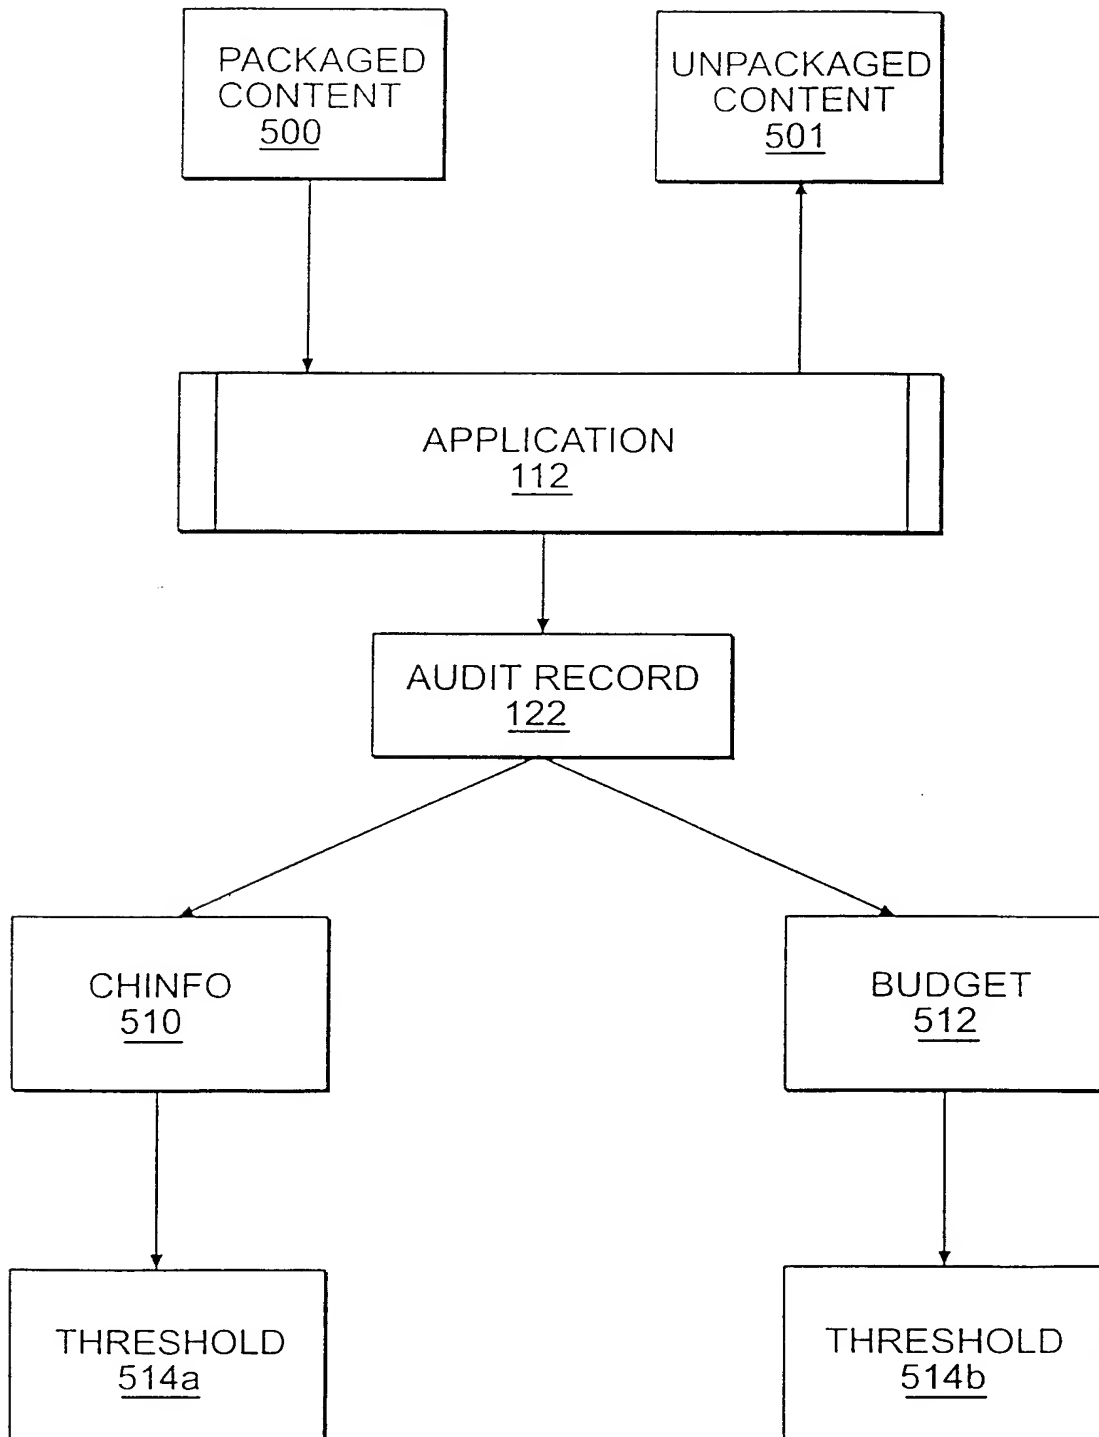 PACKAGED
CONTENT
500
UNPACKAGED
CONTENT
501
APPLICATION
112
AUDIT RECORD
122
CHINFO
510
BUDGET
512
THRESHOLD
514a
THRESHOLD
514b